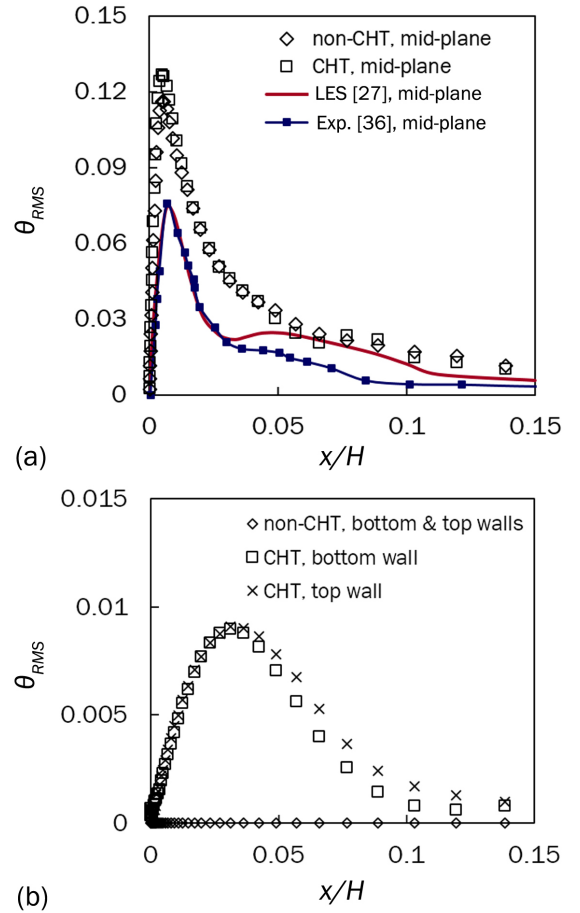 0.15
non-CHT, mid-plane
CHT, mid-plane
LES [27], mid-plane
Exp. [36], mid-plane
0.12
0.09
θRMS
0.06
0.03
0
0 0.05 0.1 0.15
(a) x/H
0.015
non-CHT, bottom & top walls
CHT, bottom wall
CHT, top wall
0.01
θRMS
0.005
0
0 0.05 0.1 0.15
(b) x/H